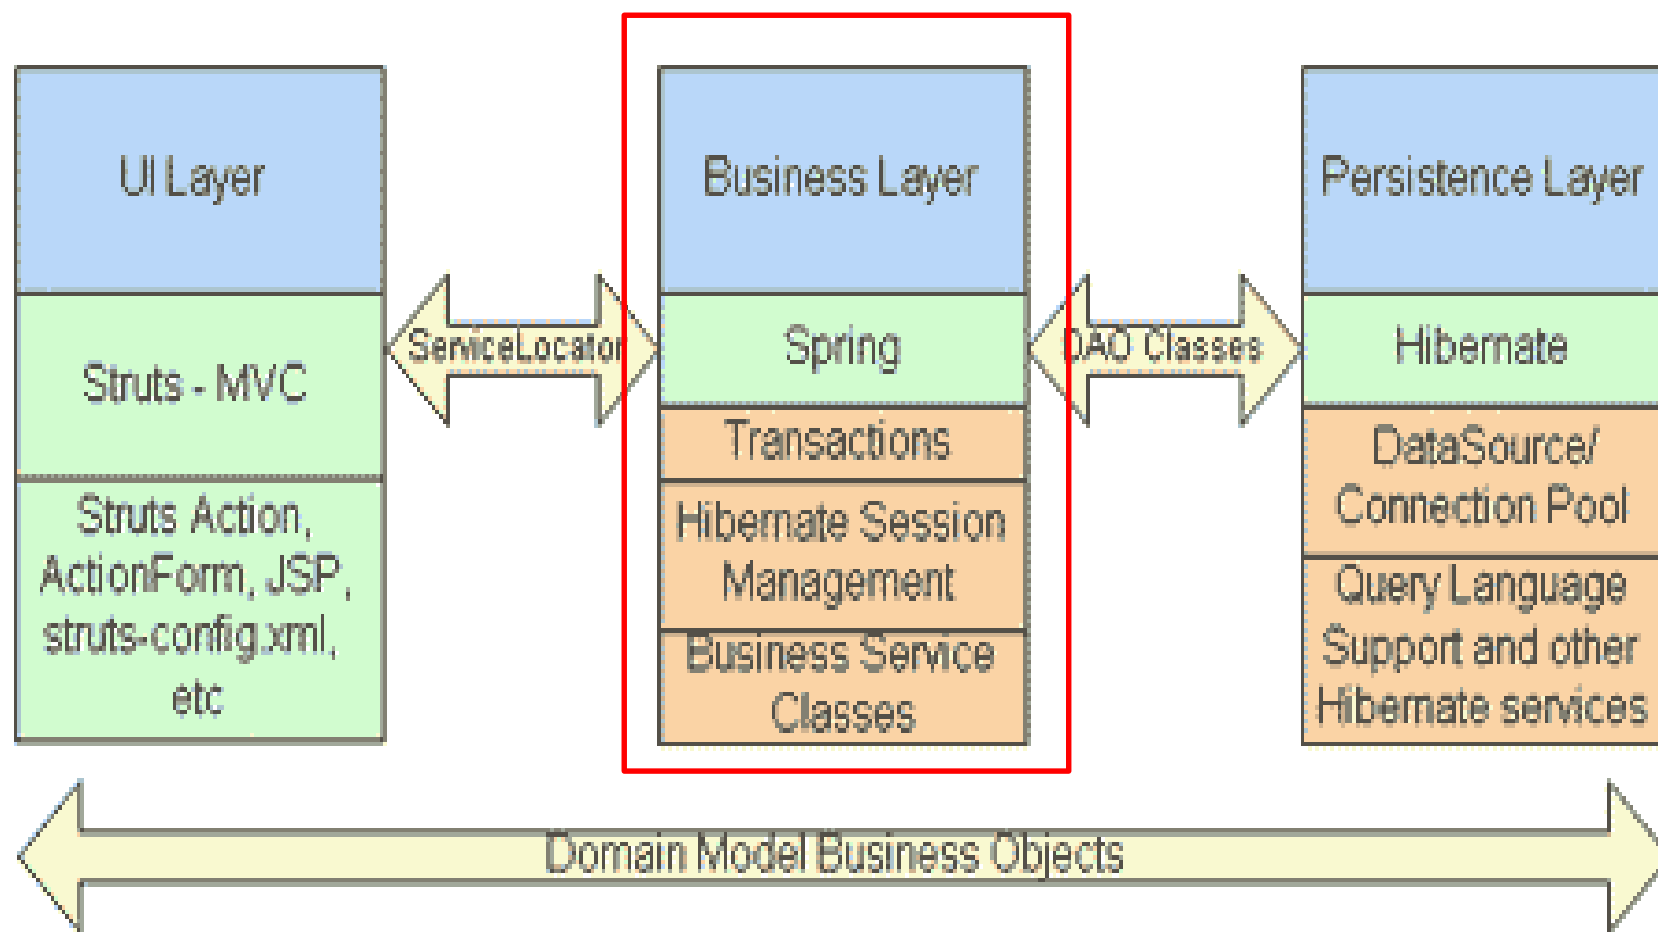 UI Layer
Struts - MVC
Struts Action,
ActionForm, JSP,
struts-config.xml,
etc
ServiceLocator
Business Layer
Spring
Transactions
Hibernate Session
Management
Business Service
Classes
DAO Classes
Persistence Layer
Hibernate
DataSource/
Connection Pool
Query Language
Support and other
Hibernate services
Domain Model Business Objects